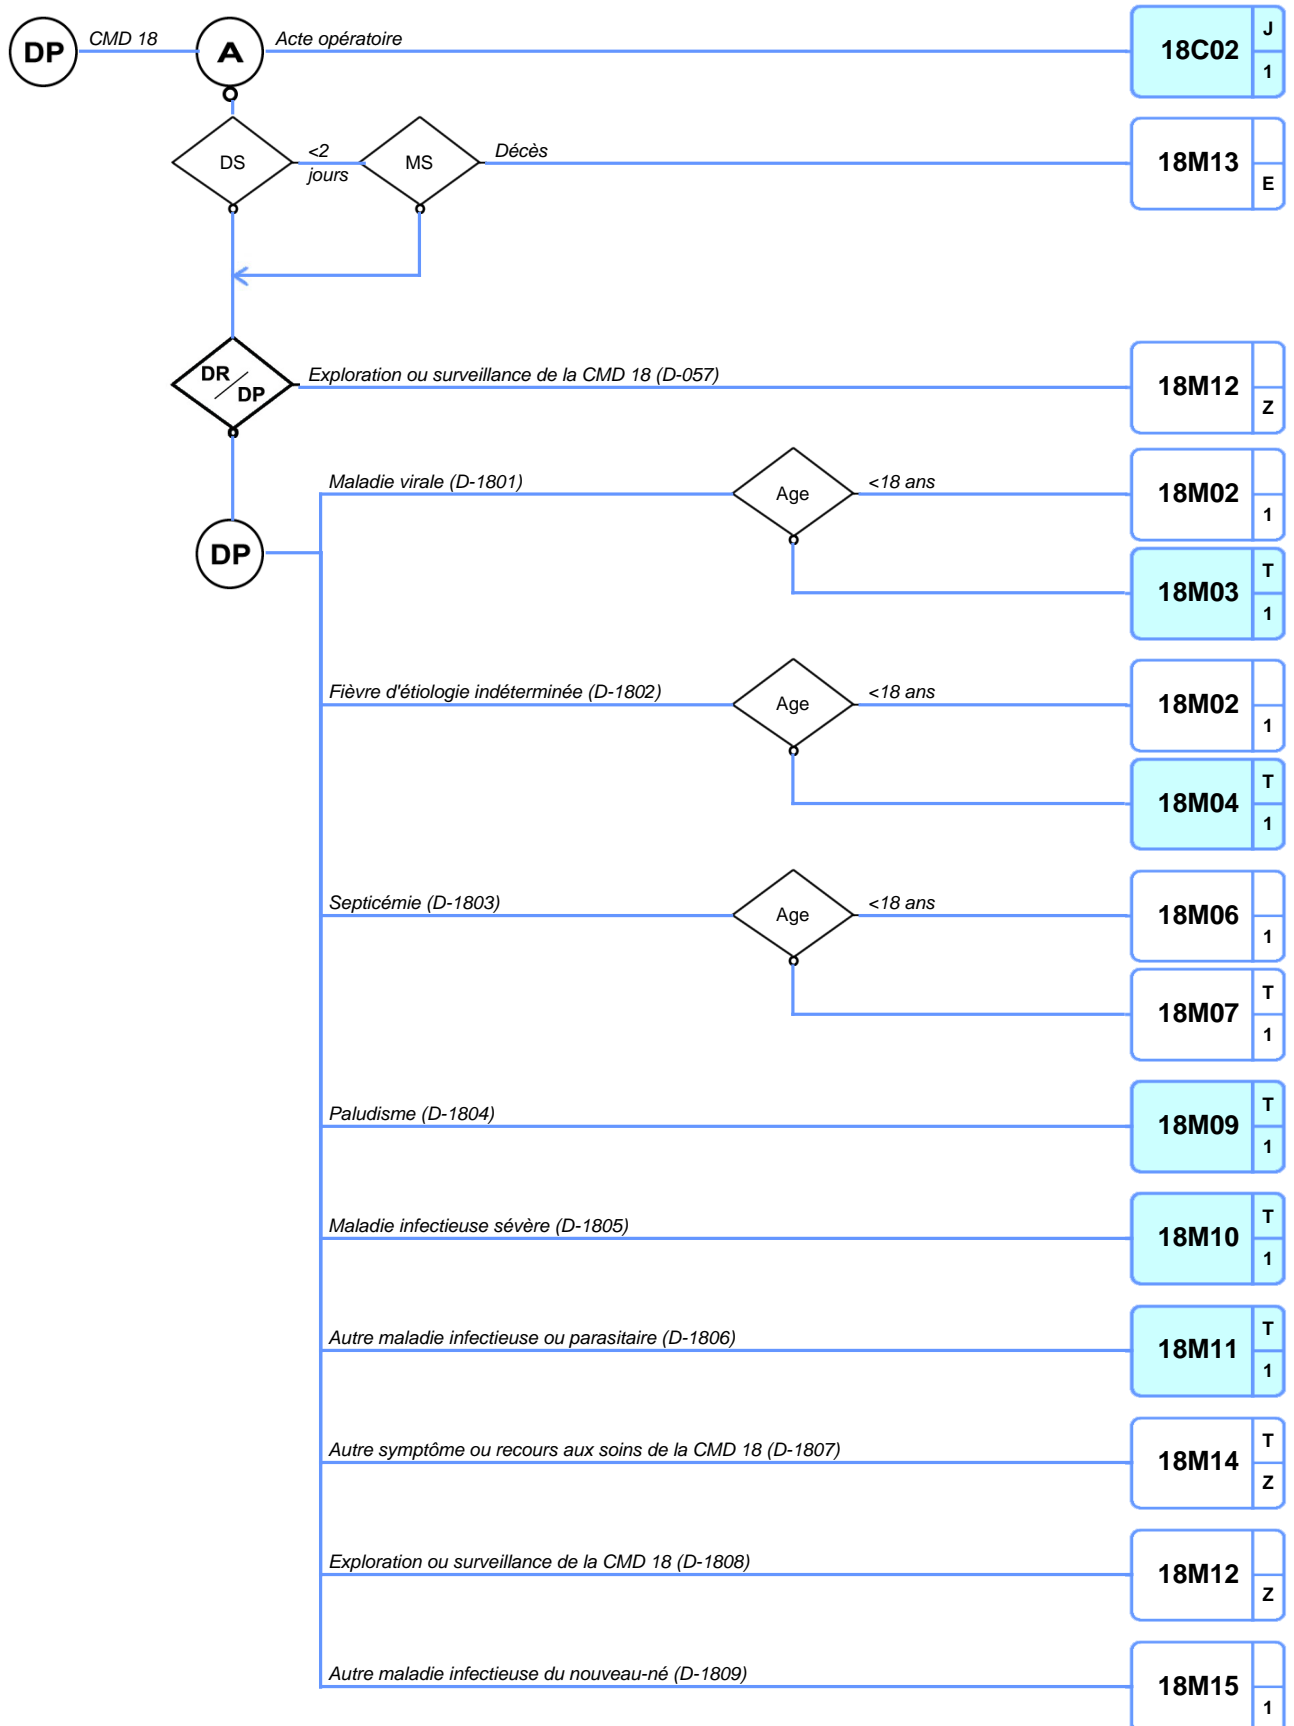 DP
CMD 18
A
Acte opératoire
18C02
J
1
DS
<2
jours
MS
Décès
18M13
E
DR
DP
Exploration ou surveillance de la CMD 18 (D-057)
18M12
Z
DP
Maladie virale (D-1801)
Age
<18 ans
18M02
1
18M03
T
1
Fièvre d'étiologie indéterminée (D-1802)
Age
<18 ans
18M02
1
18M04
T
1
Septicémie (D-1803)
Age
<18 ans
18M06
1
18M07
T
1
Paludisme (D-1804)
18M09
T
1
Maladie infectieuse sévère (D-1805)
18M10
T
1
Autre maladie infectieuse ou parasitaire (D-1806)
18M11
T
1
Autre symptôme ou recours aux soins de la CMD 18 (D-1807)
18M14
T
Z
Exploration ou surveillance de la CMD 18 (D-1808)
18M12
Z
Autre maladie infectieuse du nouveau-né (D-1809)
18M15
1